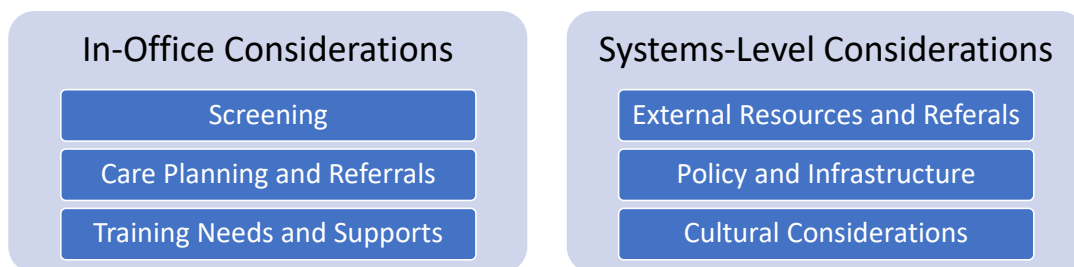 In-Office Considerations
Screening
Care Planning and Referrals
Training Needs and Supports
Systems-Level Considerations
External Resources and Referals
Policy and Infrastructure
Cultural Considerations